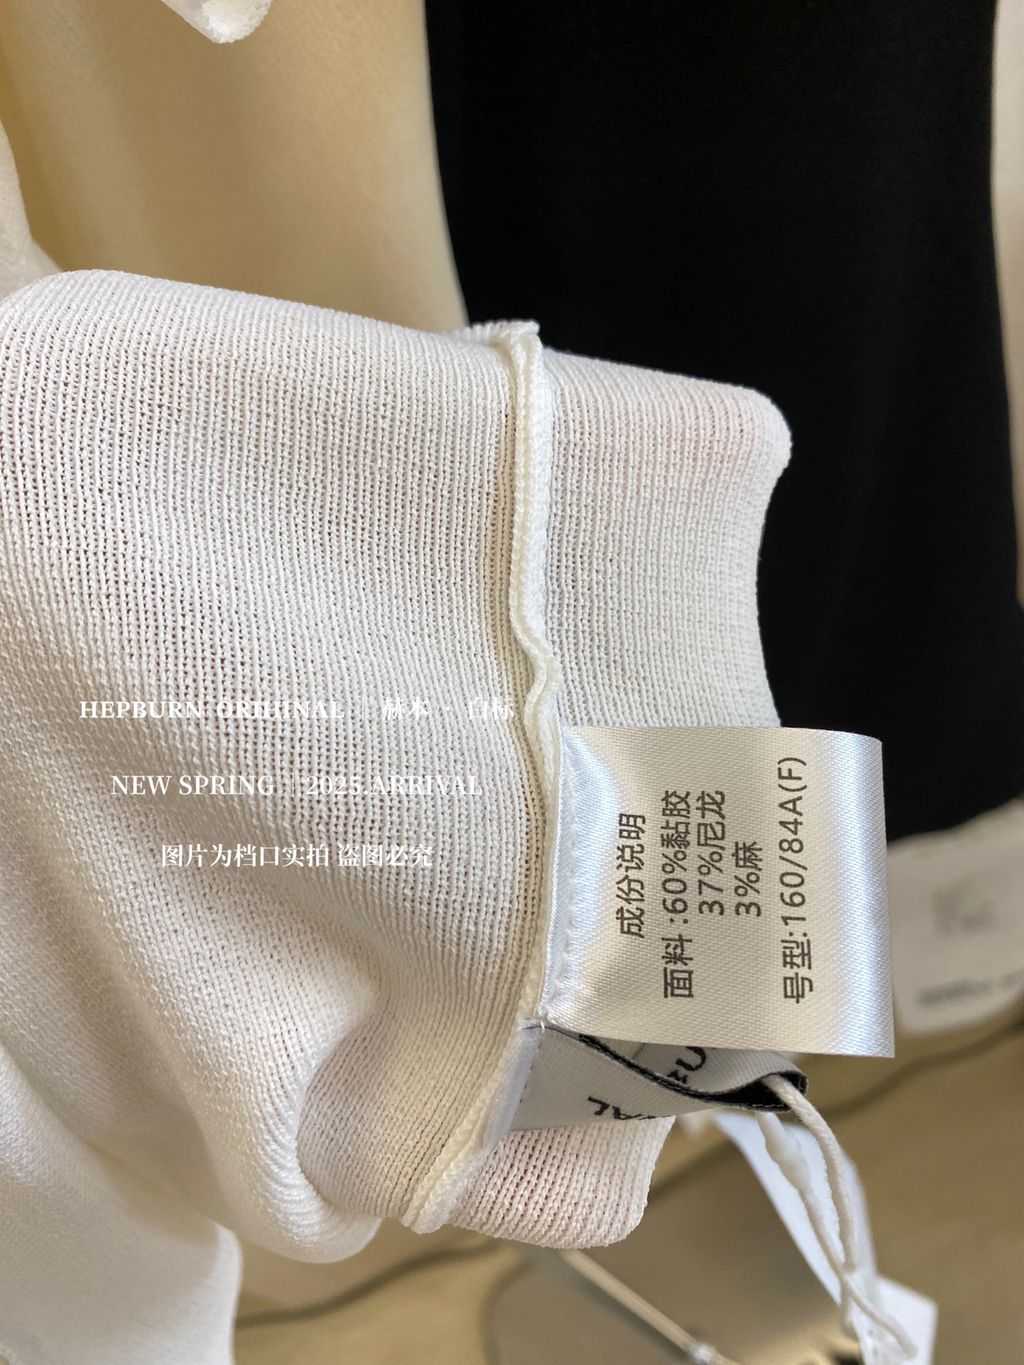 HEPBURN ORIHINAL | 赫本 · 白标
NEW SPRING | 2025.ARRIVAL
图片为档口实拍 盗图必究
成份说明
面料:60%黏胶
37%尼龙
3%麻
号型:160/84A(F)